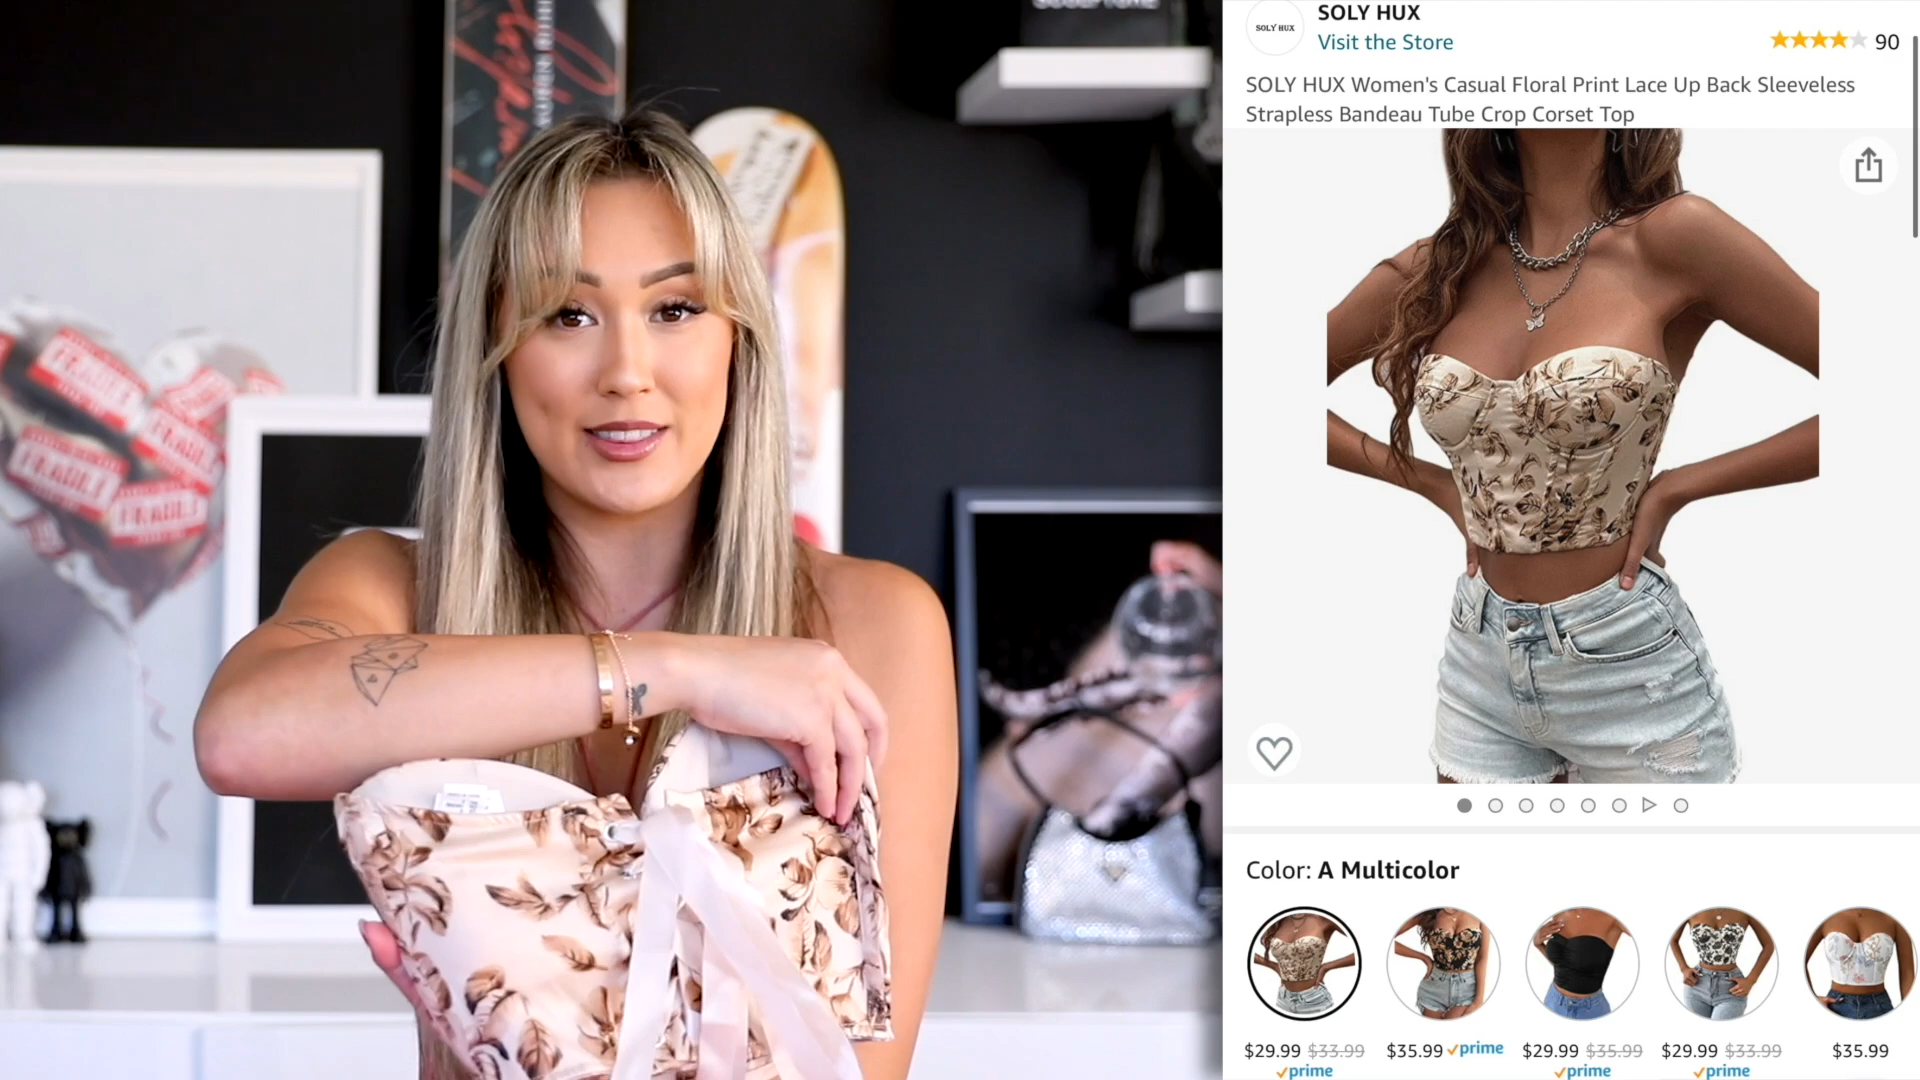 SOLY HUX
SOLY HUX
Visit the Store
90
SOLY HUX Women's Casual Floral Print Lace Up Back Sleeveless
Strapless Bandeau Tube Crop Corset Top
FRAGILE
FRAGILE
FRAGILE
FRAGILE
Color: A Multicolor
$29.99 $33.99
prime
$35.99 prime
$29.99 $35.99
prime
$29.99 $33.99
prime
$35.99